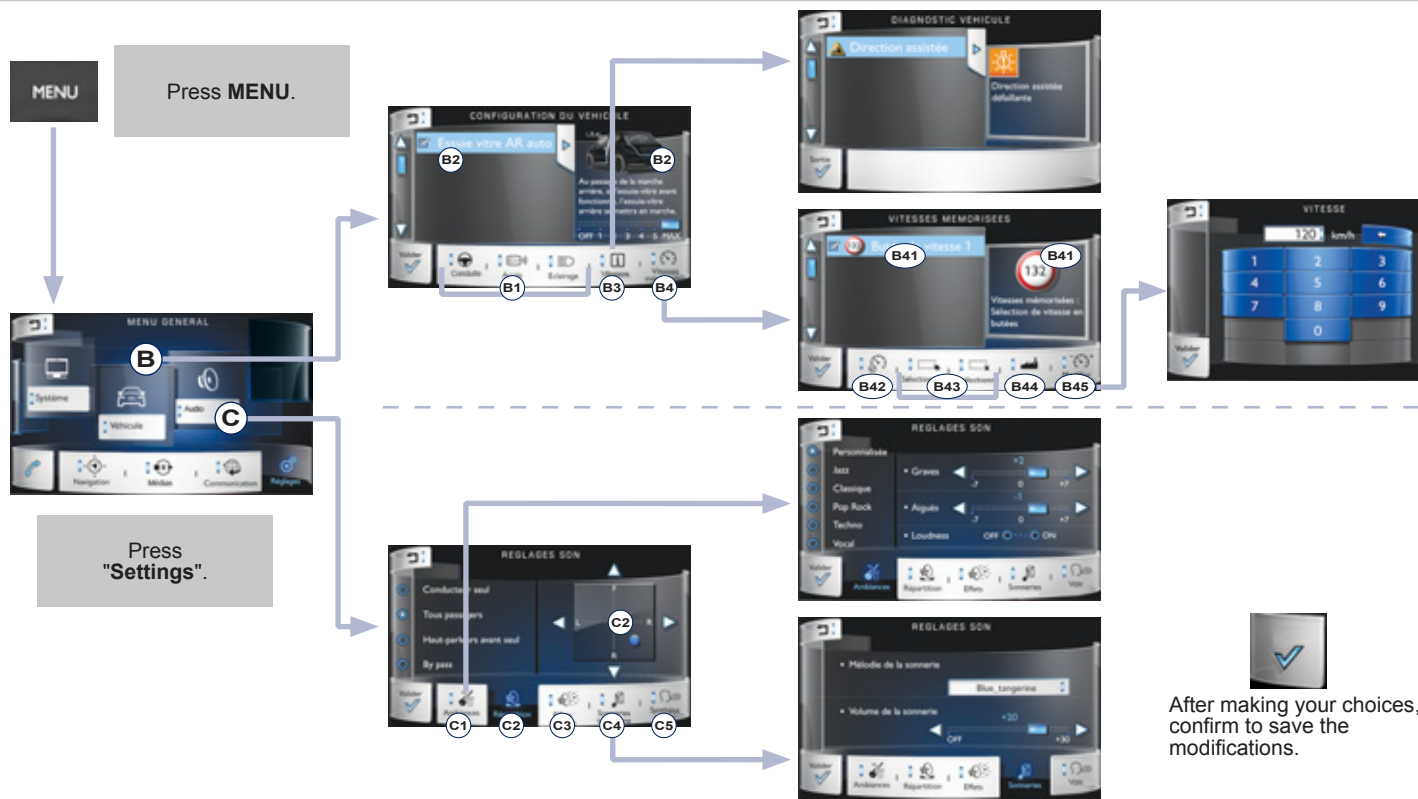 MENU
Press MENU.
MENU GENERAL
B
Système
Véhicule
Audio
C
Navigation
Médias
Communication
Réglages
Press
"Settings".
CONFIGURATION DU VEHICULE
Essuie vitre AR auto
B2
B2
Au passage de la marche
arrière, si l'essuie-vitre avant
fonctionne, l'essuie-vitre
arrière se mettra en marche.
OFF 1 3 4 5 MAX
Valider
Conduite
Eclairage
B1
B3
B4
DIAGNOSTIC VEHICULE
Direction assistée
Direction assistée
défaillante
Sortie
VITESSES MEMORISEES
vitesse 1
B41
B41
132
Vitesses mémorisées :
Sélection de vitesse en
butées
Valider
B42
B43
B44
B45
VITESSE
120 km/h
1 2 3
4 5 6
7 8 9
0
Valider
REGLAGES SON
Conducteur seul
Tous passagers
Haut-parleurs avant seul
By pass
L
R
R
C2
Valider
C1
C2
C3
C4
C5
REGLAGES SON
Personnalisée
Jazz
Classique
Pop Rock
Techno
Vocal
• Graves
+2
-7 0 +7
• Aiguës
-1
-7 0 +7
• Loudness OFF ON
Valider
Ambiances
Répartition
Effets
Sonneries
Voix
REGLAGES SON
• Mélodie de la sonnerie
Blue_tangerine
• Volume de la sonnerie
+20
OFF +30
Valider
Ambiances
Répartition
Effets
Sonneries
Voix
After making your choices,
confirm to save the
modifications.